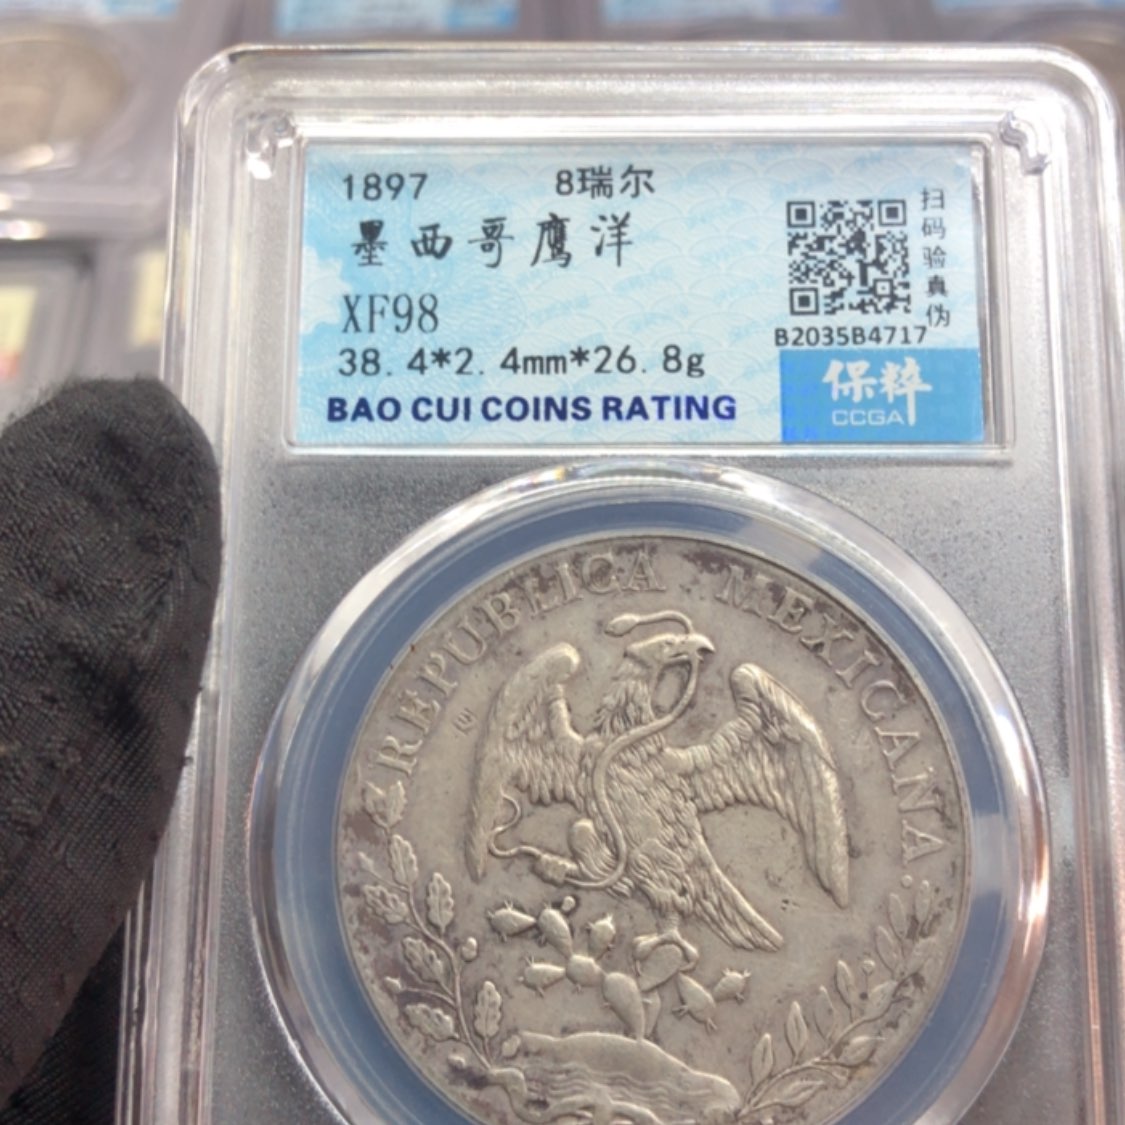 1897 8瑞尔
墨西哥鹰洋
XF98
38.4*2.4mm*26.8g
BAO CUI COINS RATING
扫码验真伪
B2035B4717
保粹
CCGA
REPUBLICA MEXICANA.